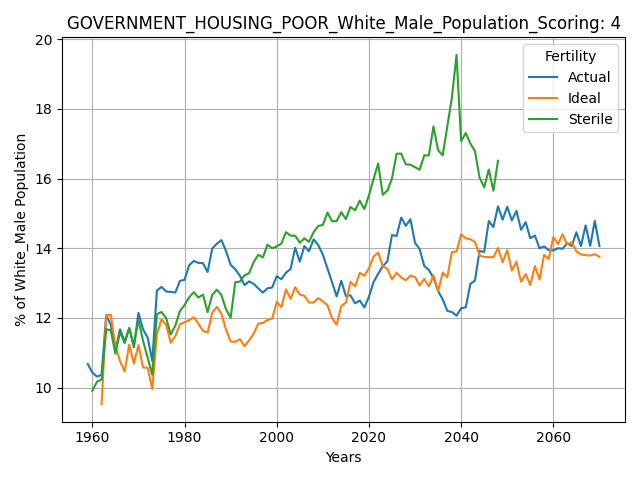 GOVERNMENT_HOUSING_POOR_White_Male_Population_Scoring: 4
% of White_Male Population
20
18
16
14
12
10
Fertility
Actual
Ideal
Sterile
1960 1980 2000 2020 2040 2060
Years